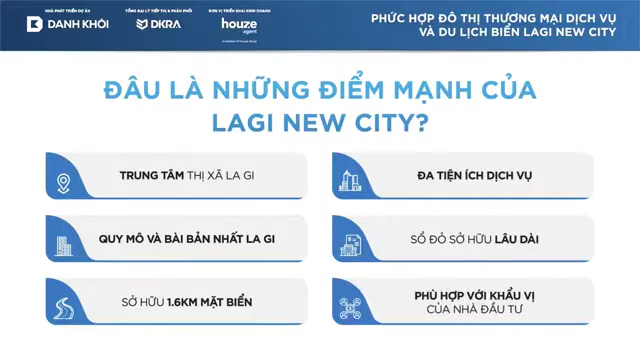 NHÀ PHÁT TRIỂN DỰ ÁN
DANH KHÔI
TỔNG ĐẠI LÝ TIẾP THỊ & PHÂN PHỐI
DKRA
ĐƠN VỊ TRIỂN KHAI KINH DOANH
houze
agent
PHỨC HỢP ĐÔ THỊ THƯƠNG MẠI DỊCH VỤ
VÀ DU LỊCH BIỂN LAGI NEW CITY
ĐÂU LÀ NHỮNG ĐIỂM MẠNH CỦA
LAGI NEW CITY?
TRUNG TÂM THỊ XÃ LA GI
ĐA TIỆN ÍCH DỊCH VỤ
QUY MÔ VÀ BÀI BẢN NHẤT LA GI
SỔ ĐỎ SỞ HỮU LÂU DÀI
SỞ HỮU 1.6KM MẶT BIỂN
PHÙ HỢP VỚI KHẨU VỊ
CỦA NHÀ ĐẦU TƯ